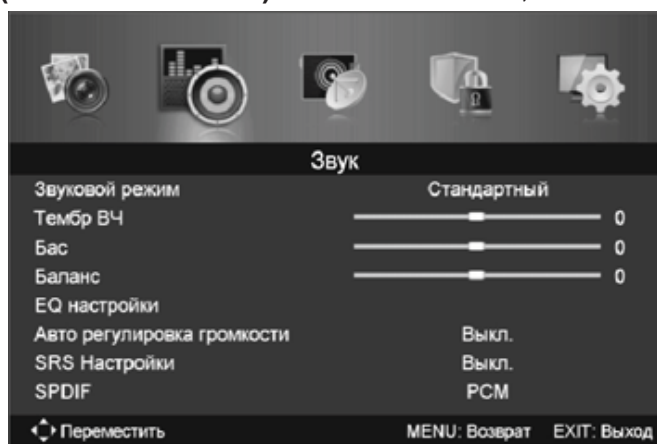 Звук
Звуковой режим Стандартный
Тембр ВЧ 0
Бас 0
Баланс 0
EQ настройки
Авто регулировка громкости Выкл.
SRS Настройки Выкл.
SPDIF PCM
Переместить MENU: Возврат EXIT: Выход